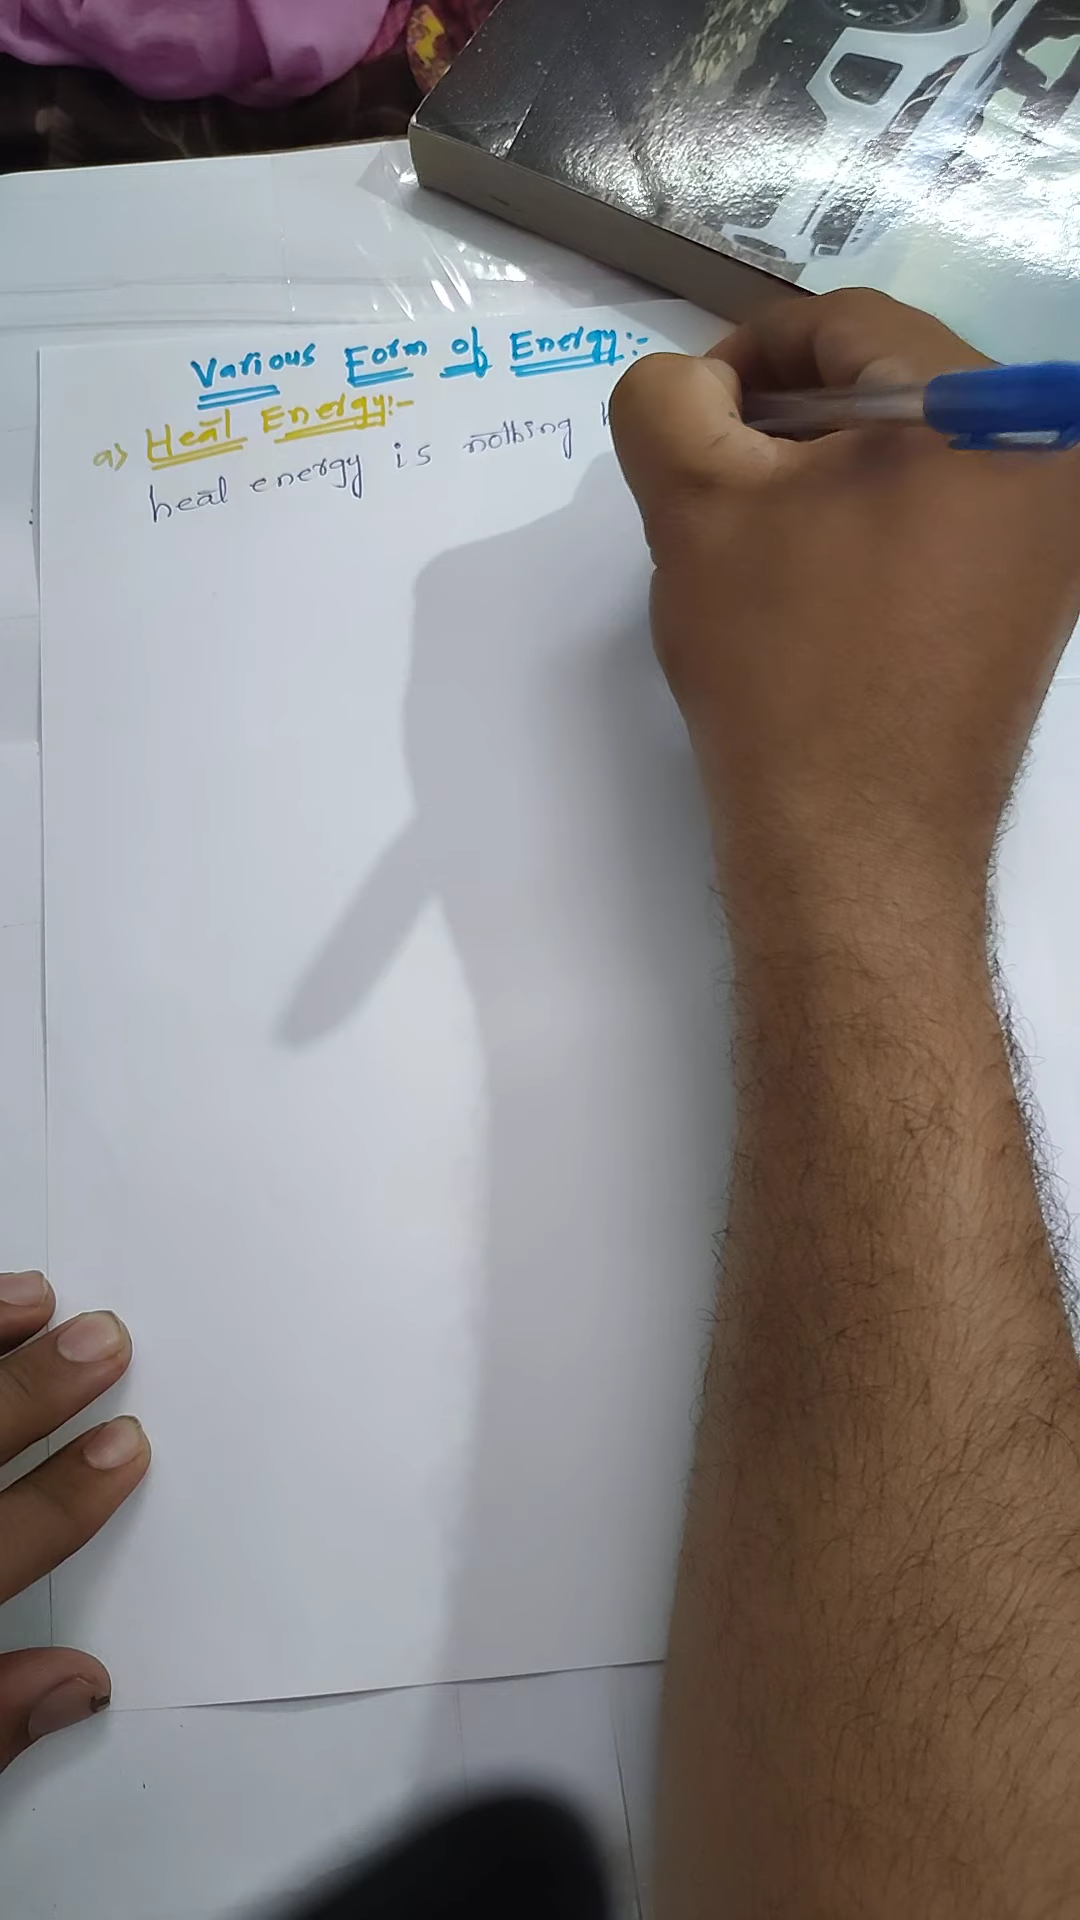 Various Form of Energy:-
a) Heat Energy:-
heat energy is nothing